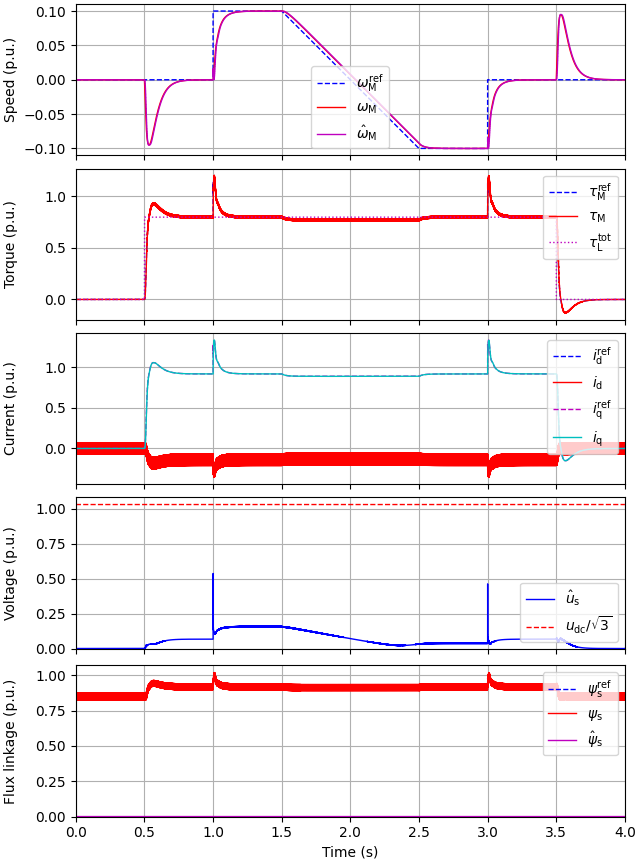 Speed (p.u.)
0.10
0.05
0.00
−0.05
−0.10
ω_M^ref
ω_M
ω̂_M
Torque (p.u.)
1.0
0.5
0.0
τ_M^ref
τ_M
τ_L^tot
Current (p.u.)
1.0
0.5
0.0
i_d^ref
i_d
i_q^ref
i_q
Voltage (p.u.)
1.00
0.75
0.50
0.25
0.00
û_s
u_dc/√3
Flux linkage (p.u.)
1.00
0.75
0.50
0.25
0.00
ψ_s^ref
ψ_s
ψ̂_s
0.0 0.5 1.0 1.5 2.0 2.5 3.0 3.5 4.0
Time (s)